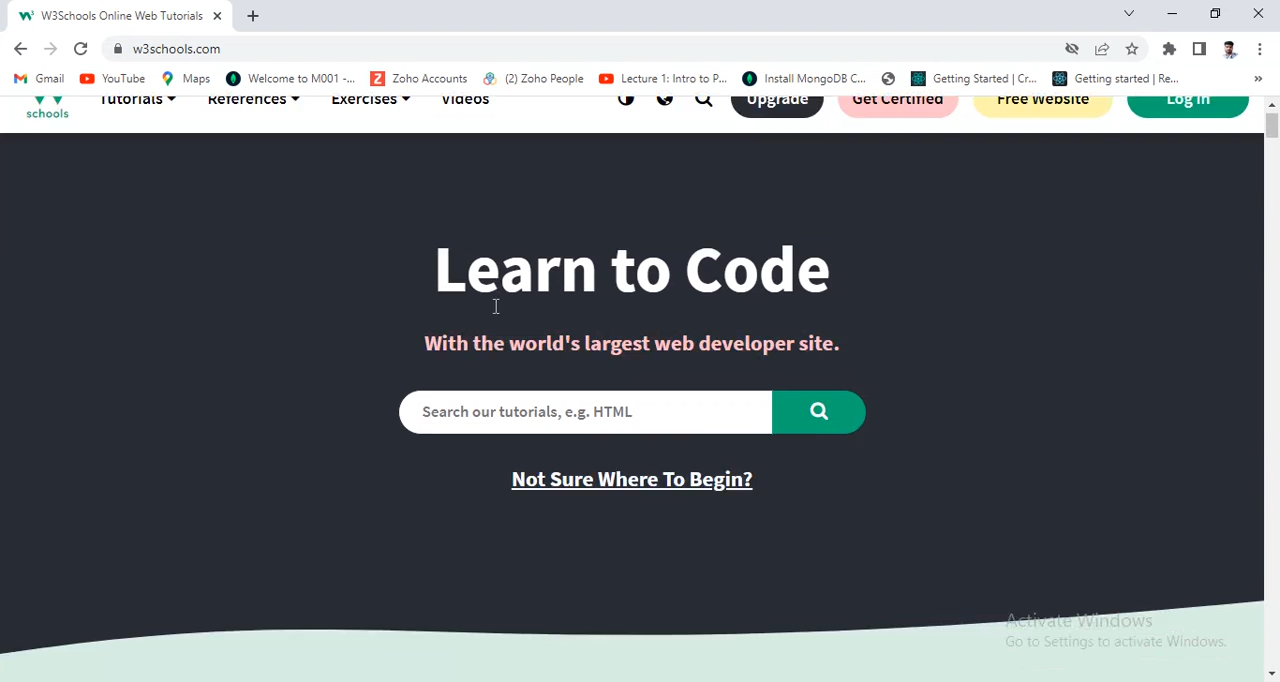 W3Schools Online Web Tutorials
w3schools.com
Gmail YouTube Maps Welcome to M001 -... Zoho Accounts (2) Zoho People Lecture 1: Intro to P... Install MongoDB C... Getting Started | Cr... Getting started | Re... »
schools Tutorials References Exercises Videos Upgrade Get Certified Free Website Log In
Learn to Code
With the world's largest web developer site.
Search our tutorials, e.g. HTML
Not Sure Where To Begin?
Activate Windows
Go to Settings to activate Windows.